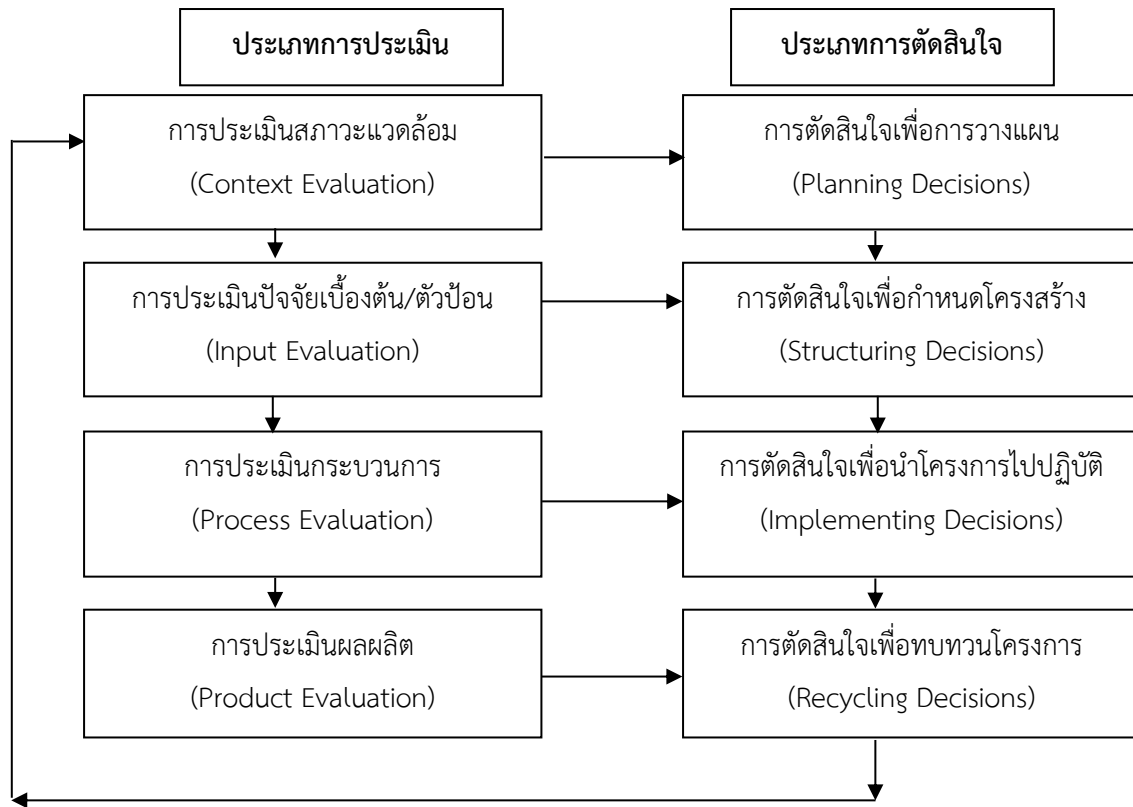 ประเภทการประเมิน
ประเภทการตัดสินใจ
การประเมินสภาวะแวดล้อม
(Context Evaluation)
การตัดสินใจเพื่อการวางแผน
(Planning Decisions)
การประเมินปัจจัยเบื้องต้น/ตัวป้อน
(Input Evaluation)
การตัดสินใจเพื่อกำหนดโครงสร้าง
(Structuring Decisions)
การประเมินกระบวนการ
(Process Evaluation)
การตัดสินใจเพื่อนำโครงการไปปฏิบัติ
(Implementing Decisions)
การประเมินผลผลิต
(Product Evaluation)
การตัดสินใจเพื่อทบทวนโครงการ
(Recycling Decisions)